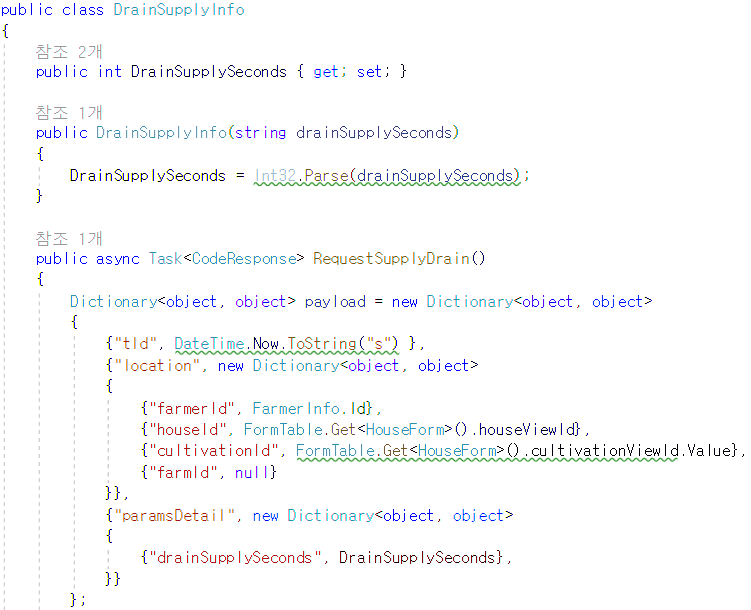 public class DrainSupplyInfo
{
참조 2개
public int DrainSupplySeconds { get; set; }
참조 1개
public DrainSupplyInfo(string drainSupplySeconds)
{
DrainSupplySeconds = Int32.Parse(drainSupplySeconds);
}
참조 1개
public async Task<CodeResponse> RequestSupplyDrain()
{
Dictionary<object, object> payload = new Dictionary<object, object>
{
{"tId", DateTime.Now.ToString("s") },
{"location", new Dictionary<object, object>
{
{"farmerId", FarmerInfo.Id},
{"houseId", FormTable.Get<HouseForm>().houseViewId},
{"cultivationId", FormTable.Get<HouseForm>().cultivationViewId.Value},
{"farmId", null}
}},
{"paramsDetail", new Dictionary<object, object>
{
{"drainSupplySeconds", DrainSupplySeconds},
}}
};